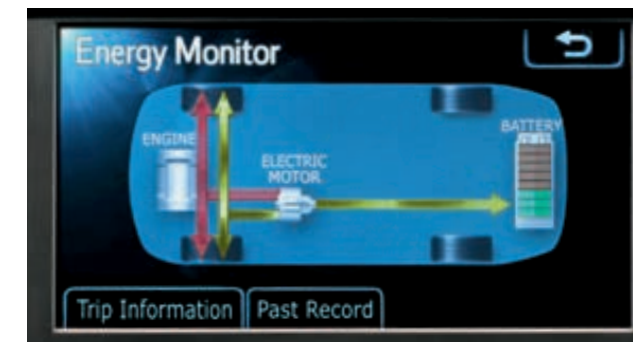 Energy Monitor
ENGINE
ELECTRIC
MOTOR
BATTERY
Trip Information
Past Record